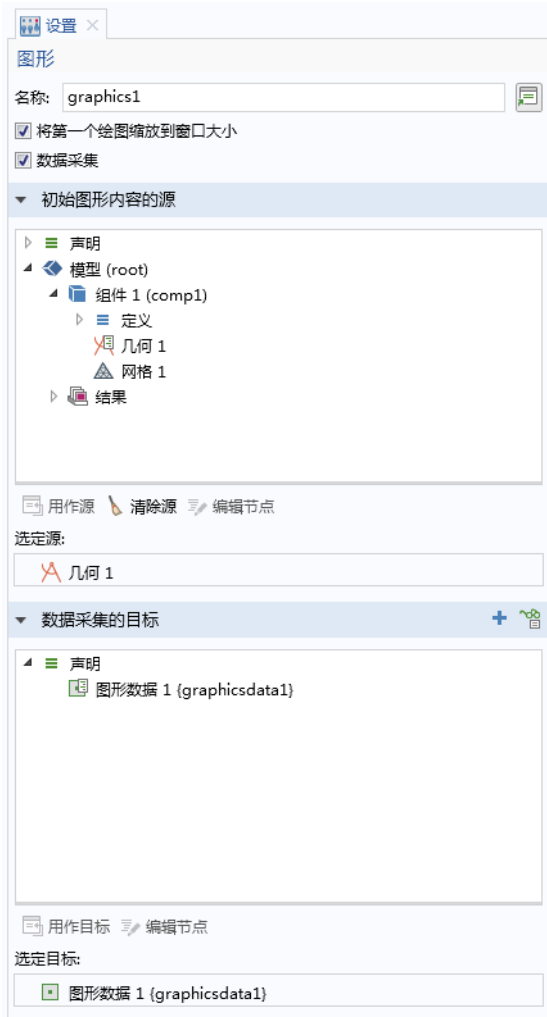 设置
图形
名称: graphics1
将第一个绘图缩放到窗口大小
数据采集
初始图形内容的源
声明
模型 (root)
组件 1 (comp1)
定义
几何 1
网格 1
结果
用作源 清除源 编辑节点
选定源:
几何 1
数据采集的目标
声明
图形数据 1 {graphicsdata1}
用作目标 编辑节点
选定目标:
图形数据 1 {graphicsdata1}